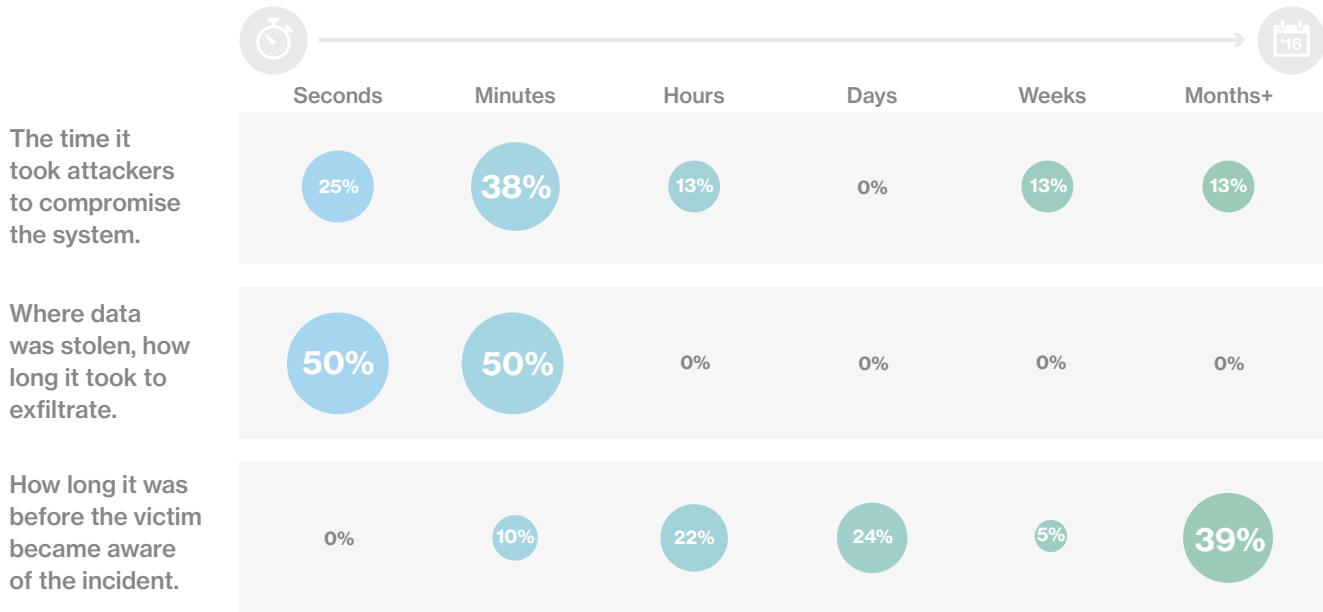 '16
Seconds Minutes Hours Days Weeks Months+
The time it
took attackers
to compromise
the system.
25% 38% 13% 0% 13% 13%
Where data
was stolen, how
long it took to
exfiltrate.
50% 50% 0% 0% 0% 0%
How long it was
before the victim
became aware
of the incident.
0% 10% 22% 24% 5% 39%